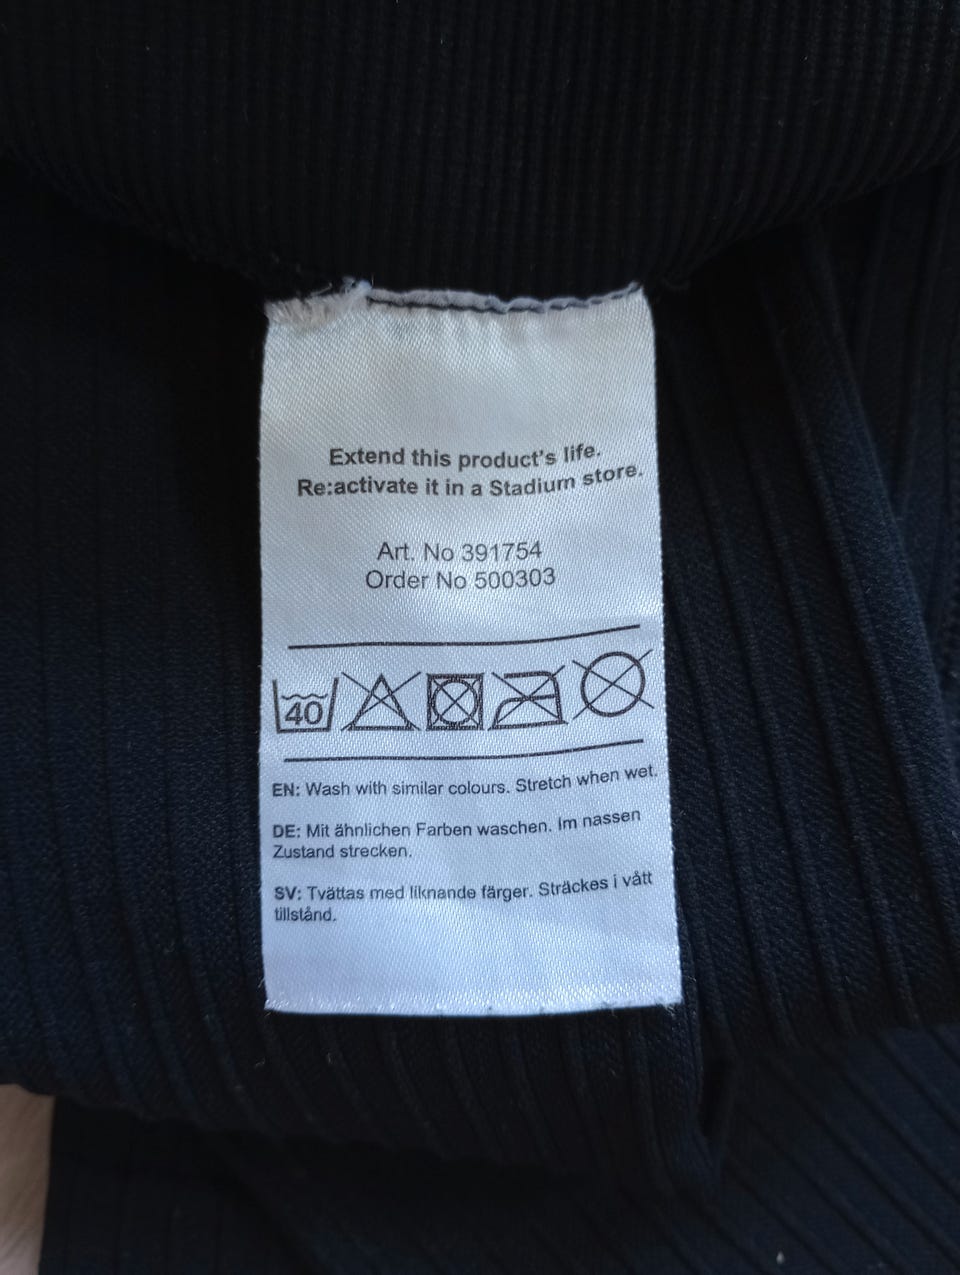 Extend this product's life.
Re:activate it in a Stadium store.
Art. No 391754
Order No 500303
40
EN: Wash with similar colours. Stretch when wet.
DE: Mit ähnlichen Farben waschen. Im nassen
Zustand strecken.
SV: Tvättas med liknande färger. Sträckes i vått
tillstånd.